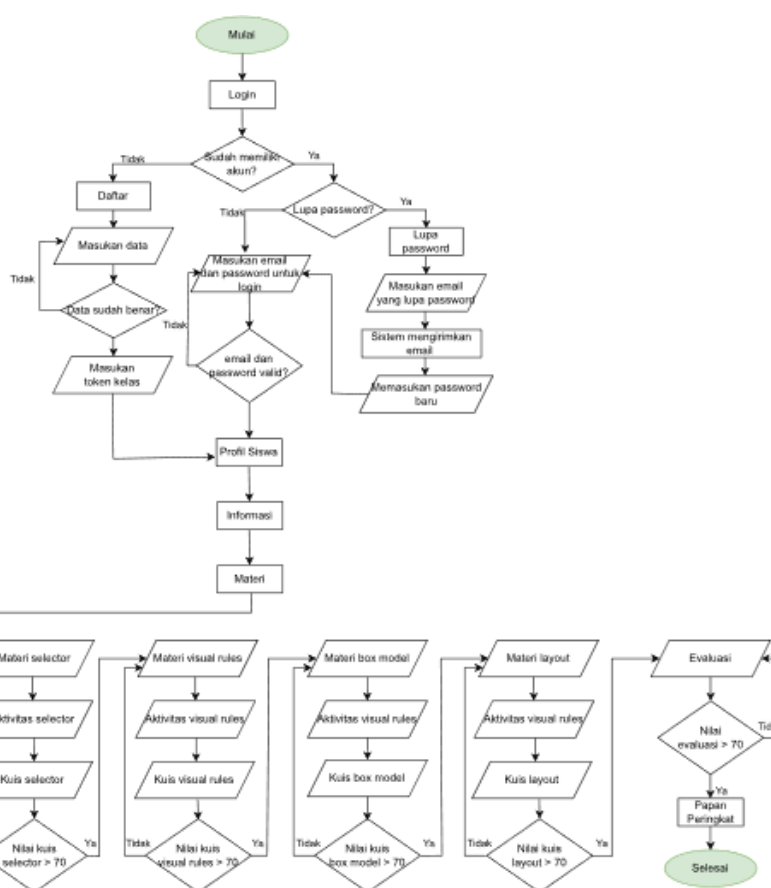 Mulai
Login
Sudah memiliki
akun?
Tidak
Ya
Daftar
Masukan data
Tidak
Data sudah benar?
Masukan
token kelas
Lupa password?
Tidak
Ya
Masukan email
dan password untuk
login
Tidak
email dan
password valid?
Lupa
password
Masukan email
yang lupa password
Sistem mengirimkan
email
Memasukan password
baru
Profil Siswa
Informasi
Materi
Materi selector
Aktivitas selector
Kuis selector
Nilai kuis
selector > 70
Ya
Materi visual rules
Aktivitas visual rules
Kuis visual rules
Tidak
Nilai kuis
visual rules > 70
Ya
Materi box model
Aktivitas visual rules
Kuis box model
Tidak
Nilai kuis
box model > 70
Ya
Materi layout
Aktivitas visual rules
Kuis layout
Tidak
Nilai kuis
layout > 70
Ya
Evaluasi
Nilai
evaluasi > 70
Ya
Papan
Peringkat
Selesai